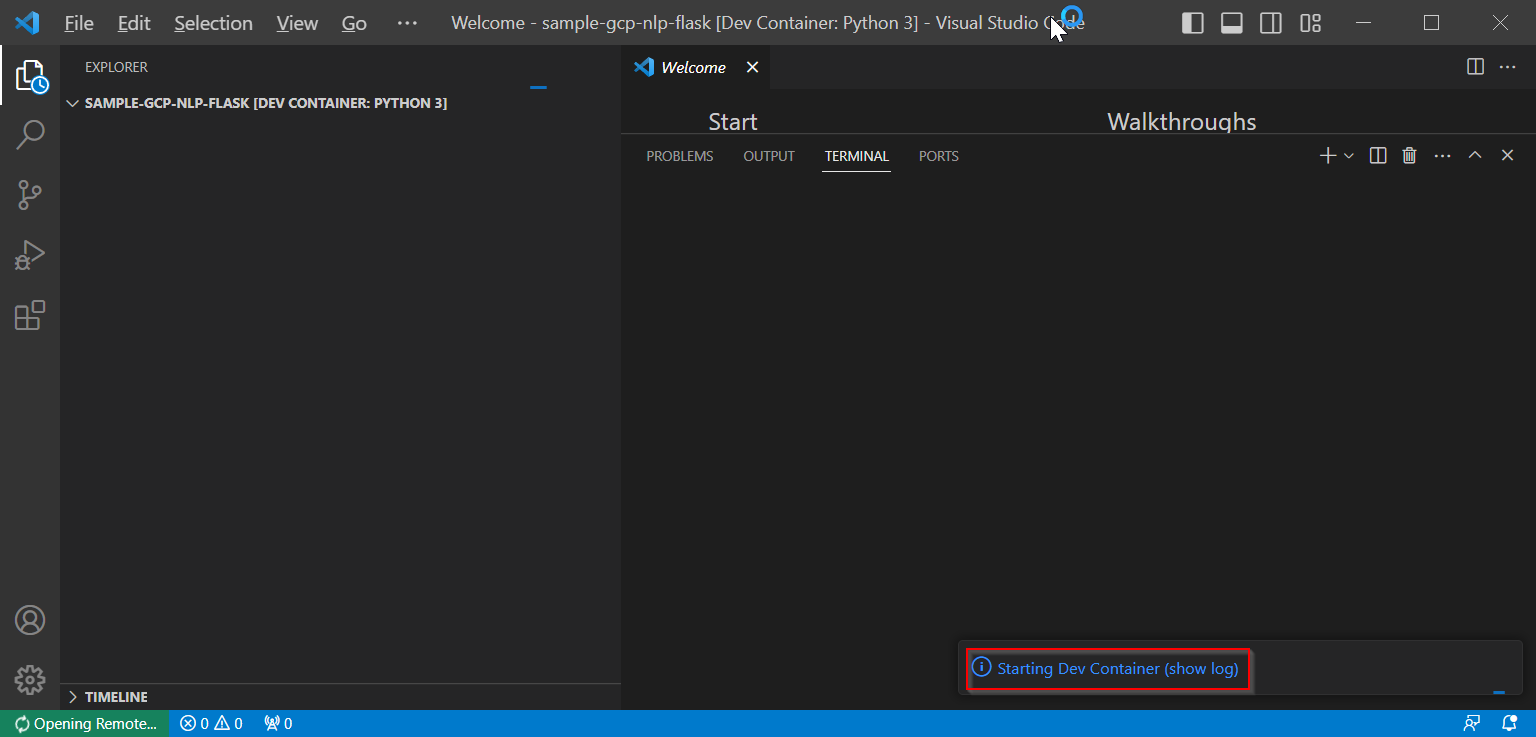 File Edit Selection View Go ··· Welcome - sample-gcp-nlp-flask [Dev Container: Python 3] - Visual Studio Code
EXPLORER
SAMPLE-GCP-NLP-FLASK [DEV CONTAINER: PYTHON 3]
Welcome
Start Walkthroughs
PROBLEMS OUTPUT TERMINAL PORTS
Starting Dev Container (show log)
TIMELINE
Opening Remote... 0 0 0